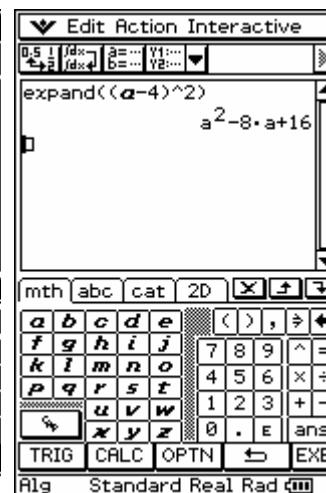 Edit Action Interactive
expand((a-4)^2)
a²-8·a+16
mth abc cat 2D
a b c d e ( ) ,
f g h i j 7 8 9 ^ =
k l m n o 4 5 6 × ÷
p q r s t 1 2 3 + -
u v w
x y z 0 . E ans
TRIG CALC OPTN EXE
Alg Standard Real Rad